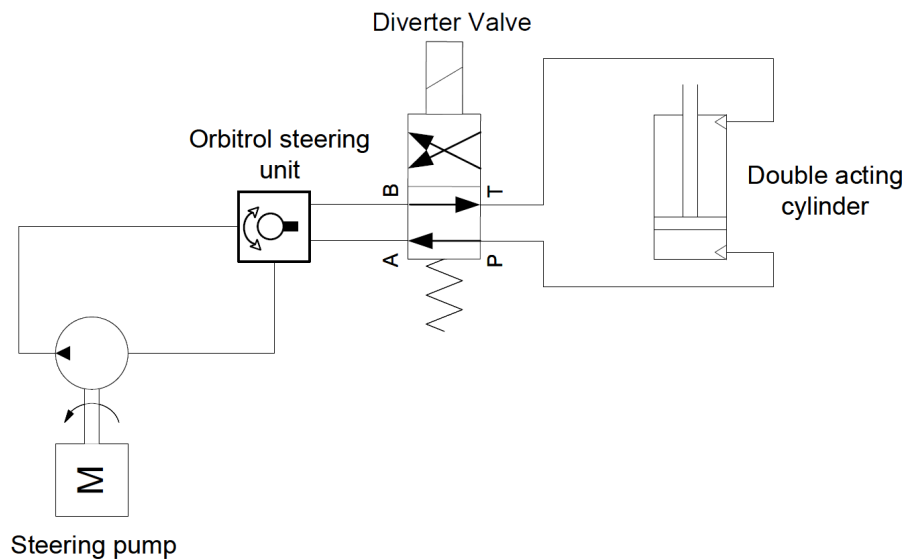 Diverter Valve
Orbitrol steering
unit
B
T
A
P
Double acting
cylinder
M
Steering pump